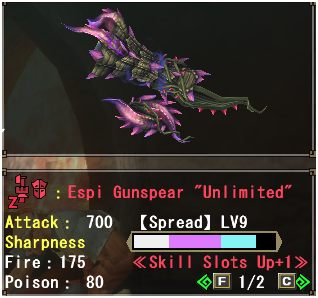 Z : Espi Gunspear "Unlimited"
Attack: 700 【Spread】LV9
Sharpness
Fire: 175 ≪Skill Slots Up+1≫
Poison: 80 F 1/2 C